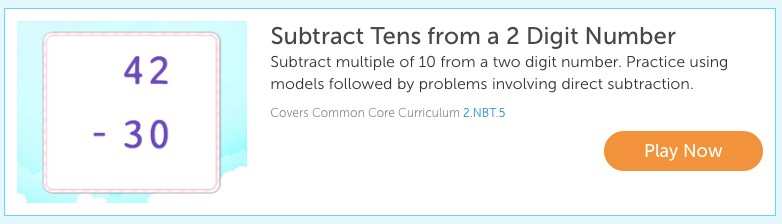 42
- 30
Subtract Tens from a 2 Digit Number
Subtract multiple of 10 from a two digit number. Practice using
models followed by problems involving direct subtraction.
Covers Common Core Curriculum 2.NBT.5
Play Now